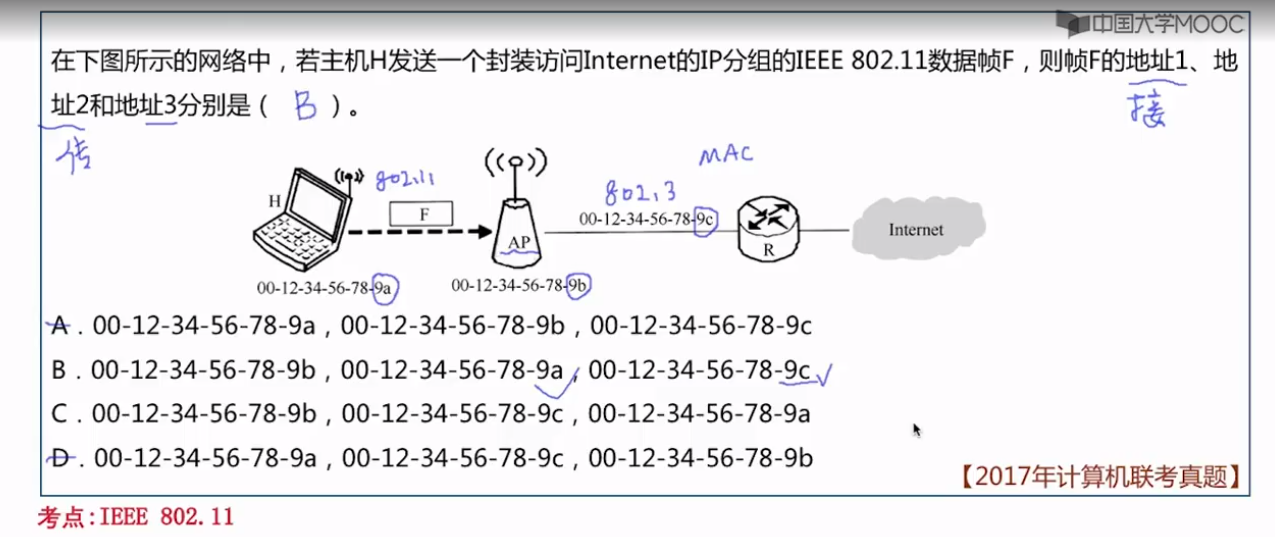 中国大学MOOC
在下图所示的网络中，若主机H发送一个封装访问Internet的IP分组的IEEE 802.11数据帧F，则帧F的地址1、地
址2和地址3分别是（ B ）。
接
传
MAC
802.11
802.3
H
F
00-12-34-56-78-9c
AP
R
Internet
00-12-34-56-78-9a
00-12-34-56-78-9b
A．00-12-34-56-78-9a，00-12-34-56-78-9b，00-12-34-56-78-9c
B．00-12-34-56-78-9b，00-12-34-56-78-9a，00-12-34-56-78-9c
C．00-12-34-56-78-9b，00-12-34-56-78-9c，00-12-34-56-78-9a
D．00-12-34-56-78-9a，00-12-34-56-78-9c，00-12-34-56-78-9b
【2017年计算机联考真题】
考点:IEEE 802.11